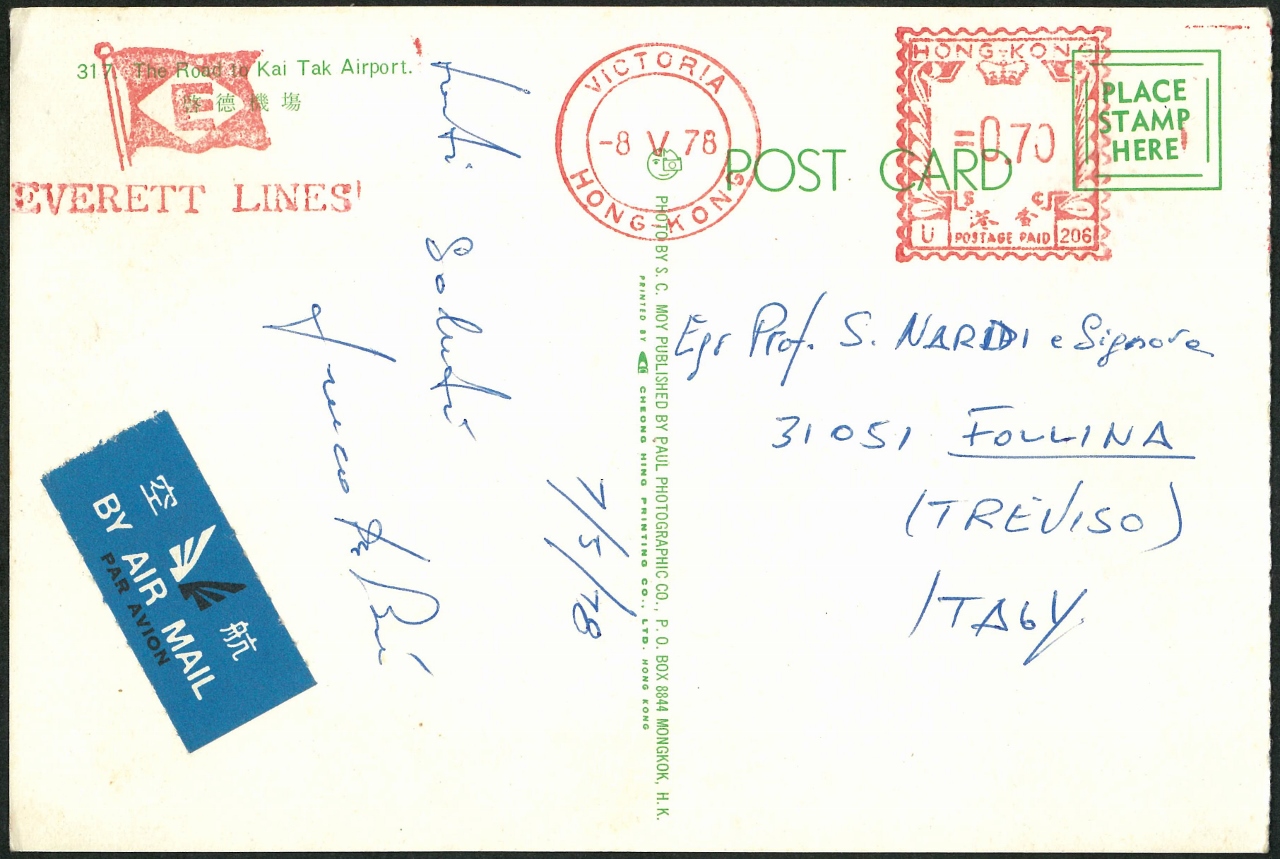 317. The Road to Kai Tak Airport.
啓德機場
EVERETT LINES'
E
Saluti
7/5/78
空 航
BY AIR MAIL
PAR AVION
VICTORIA
-8 V 78
HONG-KONG
POST CARD
HONG-KONG
=0.70
S C
港 香
U POSTAGE PAID 206
PLACE
STAMP
HERE
PHOTO BY S. C. MOY PUBLISHED BY PAUL PHOTOGRAPHIC CO., P. O. BOX 8844 MONGKOK, H.K.
PRINTED BY CHEONG HING PRINTING CO., LTD. HONG KONG
Egr Prof. S. NARDI e Signora
31051 FOLLINA
(TREVISO)
ITALY